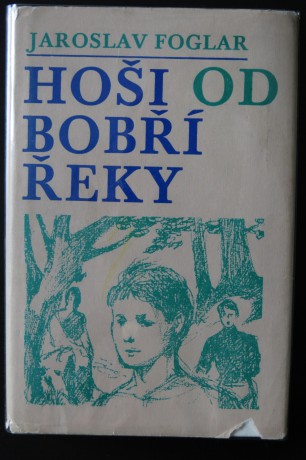 JAROSLAV FOGLAR
HOŠI OD
BOBŘÍ
ŘEKY